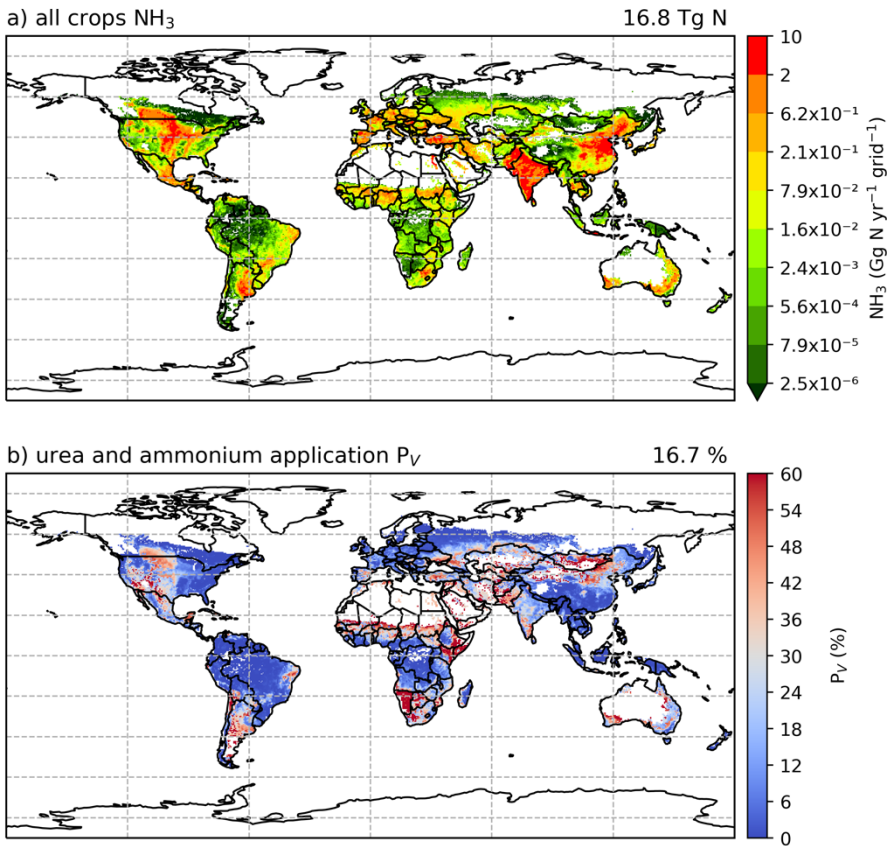 a) all crops NH₃ 16.8 Tg N
10
2
6.2x10⁻¹
2.1x10⁻¹
7.9x10⁻²
1.6x10⁻²
2.4x10⁻³
5.6x10⁻⁴
7.9x10⁻⁵
2.5x10⁻⁶
NH₃ (Gg N yr⁻¹ grid⁻¹)
b) urea and ammonium application P_V 16.7 %
60
54
48
42
36
30
24
18
12
6
0
P_V (%)